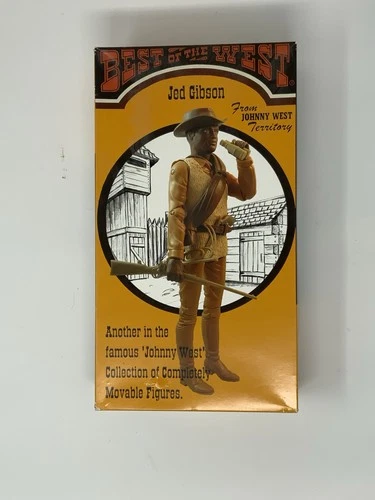 BEST OF THE WEST®
Jed Gibson
From
JOHNNY WEST
Territory
Another in the
famous 'Johnny West'
Collection of Completely
Movable Figures.